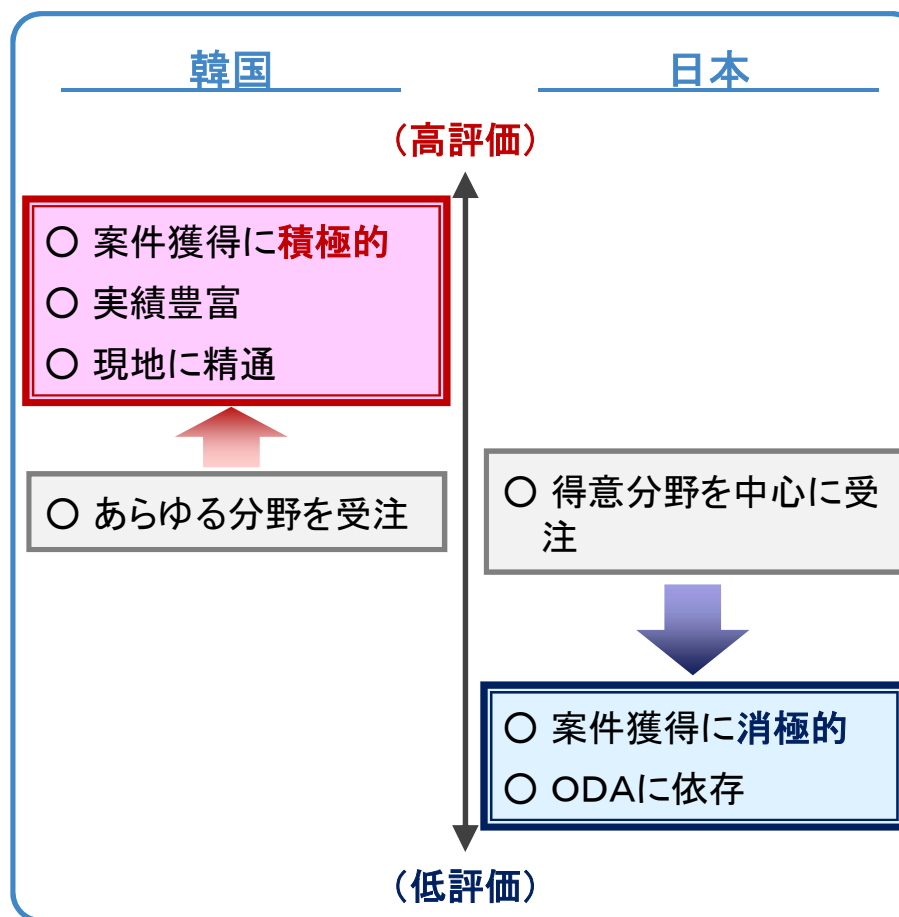 韓国
日本
（高評価）
○ 案件獲得に積極的
○ 実績豊富
○ 現地に精通
○ あらゆる分野を受注
○ 得意分野を中心に受
注
○ 案件獲得に消極的
○ ODAに依存
（低評価）